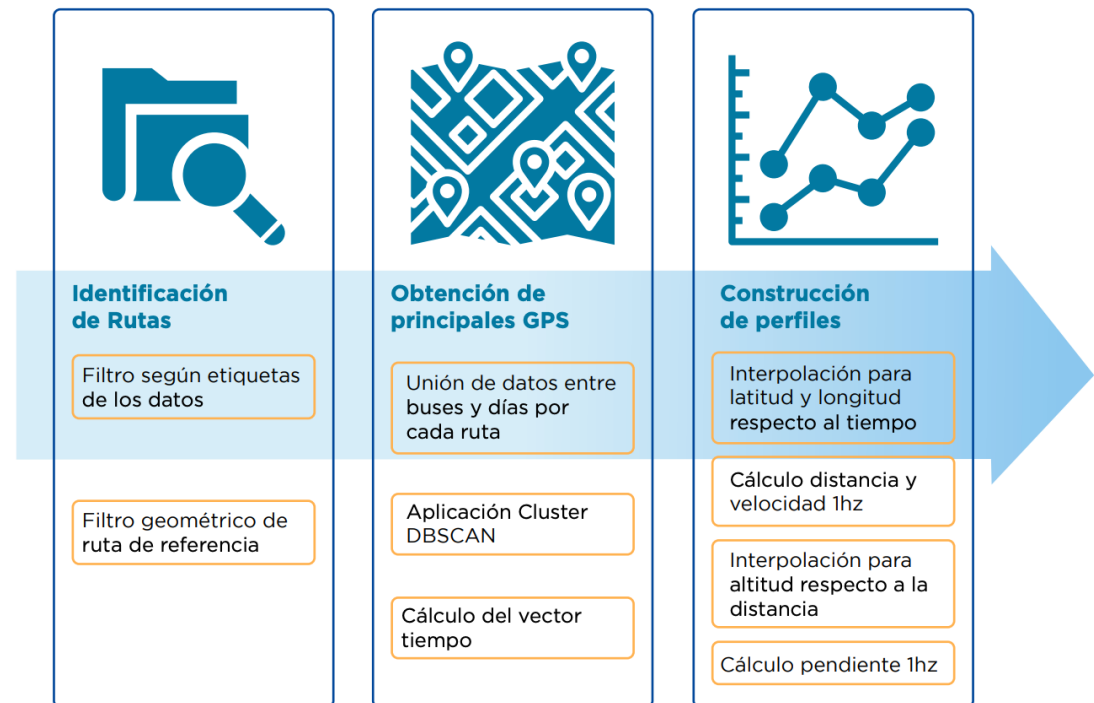 Identificación
de Rutas
Filtro según etiquetas
de los datos
Filtro geométrico de
ruta de referencia
Obtención de
principales GPS
Unión de datos entre
buses y días por
cada ruta
Aplicación Cluster
DBSCAN
Cálculo del vector
tiempo
Construcción
de perfiles
Interpolación para
latitud y longitud
respecto al tiempo
Cálculo distancia y
velocidad 1hz
Interpolación para
altitud respecto a la
distancia
Cálculo pendiente 1hz